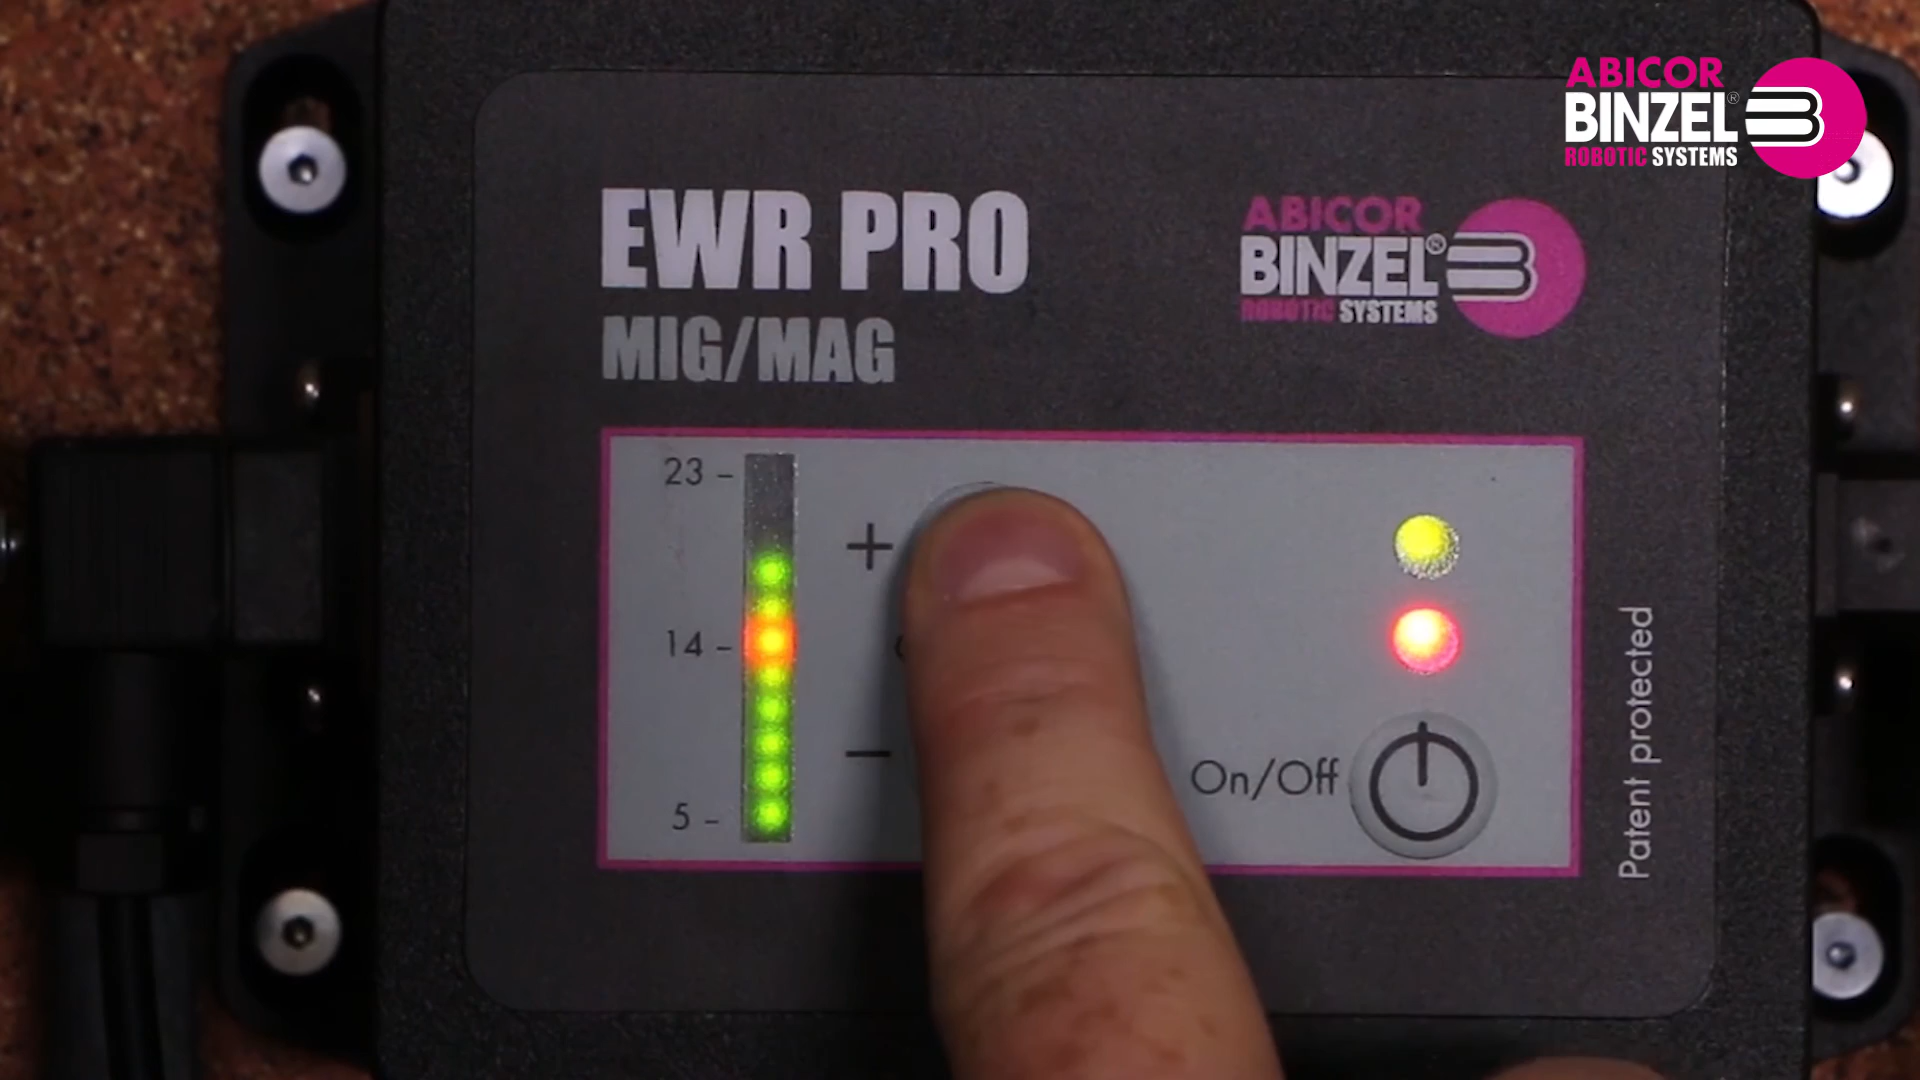 ABICOR
BINZEL®
ROBOTIC SYSTEMS
EWR PRO
MIG/MAG
ABICOR
BINZEL®
ROBOTIC SYSTEMS
23 –
+
14 –
–
5 –
On/Off
Patent protected